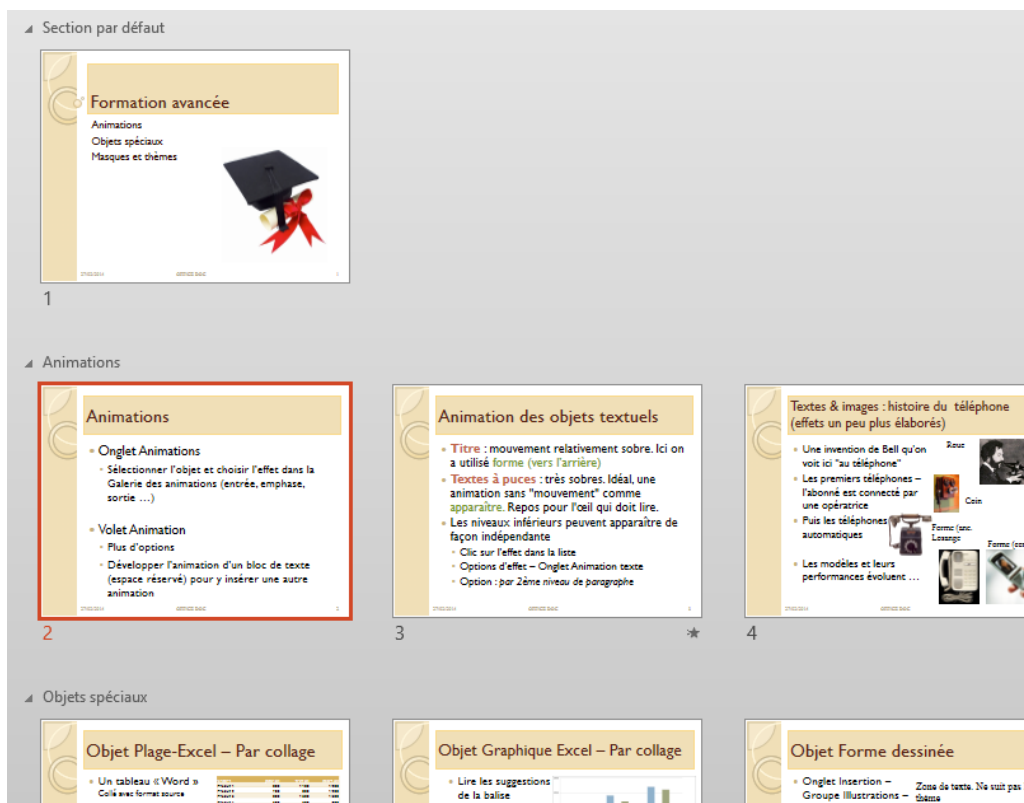 Section par défaut
Formation avancée
Animations
Objets spéciaux
Masques et thèmes
1
Animations
Animations
Onglet Animations
Sélectionner l'objet et choisir l'effet dans la
Galerie des animations (entrée, emphase,
sortie ...)
Volet Animation
Plus d'options
Développer l'animation d'un bloc de texte
(espace réservé) pour y insérer une autre
animation
2
Animation des objets textuels
Titre : mouvement relativement sobre. Ici on
a utilisé forme (vers l'arrière)
Textes à puces : très sobres. Idéal, une
animation sans "mouvement" comme
apparaître. Repos pour l'œil qui doit lire.
Les niveaux inférieurs peuvent apparaître de
façon indépendante
Clic sur l'effet dans la liste
Options d'effet – Onglet Animation texte
Option : par 2ème niveau de paragraphe
3
Textes & images : histoire du téléphone
(effets un peu plus élaborés)
Une invention de Bell qu'on
voit ici "au téléphone"
Les premiers téléphones –
l'abonné est connecté par
une opératrice
Puis les téléphones
automatiques
Les modèles et leurs
performances évoluent ...
Roue
Coin
Losange
4
Objets spéciaux
Objet Plage-Excel – Par collage
Un tableau « Word »
Collé avec format source
Objet Graphique Excel – Par collage
Lire les suggestions
de la balise
Objet Forme dessinée
Onglet Insertion –
Groupe Illustrations –
Zone de texte. Ne suit pas
thème